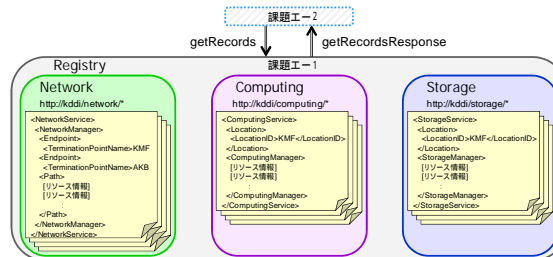 課題エー2
getRecords
getRecordsResponse
課題エー1
Registry
Network
http://kddi/network/*
<NetworkService>
<NetworkManager>
<Endpoint>
<TerminationPointName>KMF
<Endpoint>
<TerminationPointName>AKB
<Path>
[リソース情報]
[リソース情報]
:
</Path>
</NetworkManager>
</NetworkService>
Computing
http://kddi/computing/*
<ComputingService>
<Location>
<LocationID>KMF</LocationID>
</Location>
<ComputingManager>
[リソース情報]
[リソース情報]
:
</ComputingManager>
</ComputingService>
Storage
http://kddi/storage/*
<StorageService>
<Location>
<LocationID>KMF</LocationID>
</Location>
<StorageManager>
[リソース情報]
[リソース情報]
:
</StorageManager>
</StorageService>